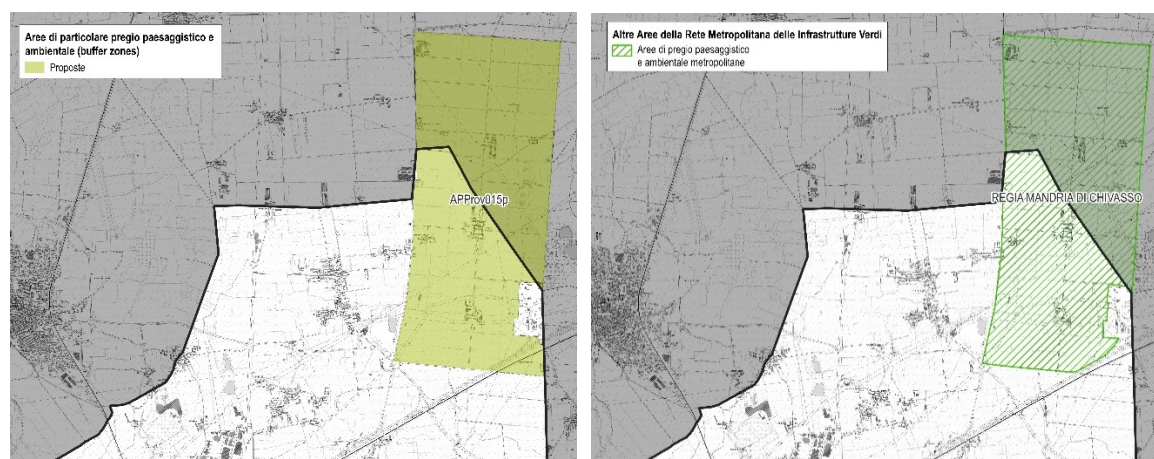 Aree di particolare pregio paesaggistico e
ambientale (buffer zones)
Proposte
APProv015p
Altre Aree della Rete Metropolitana delle Infrastrutture Verdi
Aree di pregio paesaggistico
e ambientale metropolitane
REGIA MANDRIA DI CHIVASSO